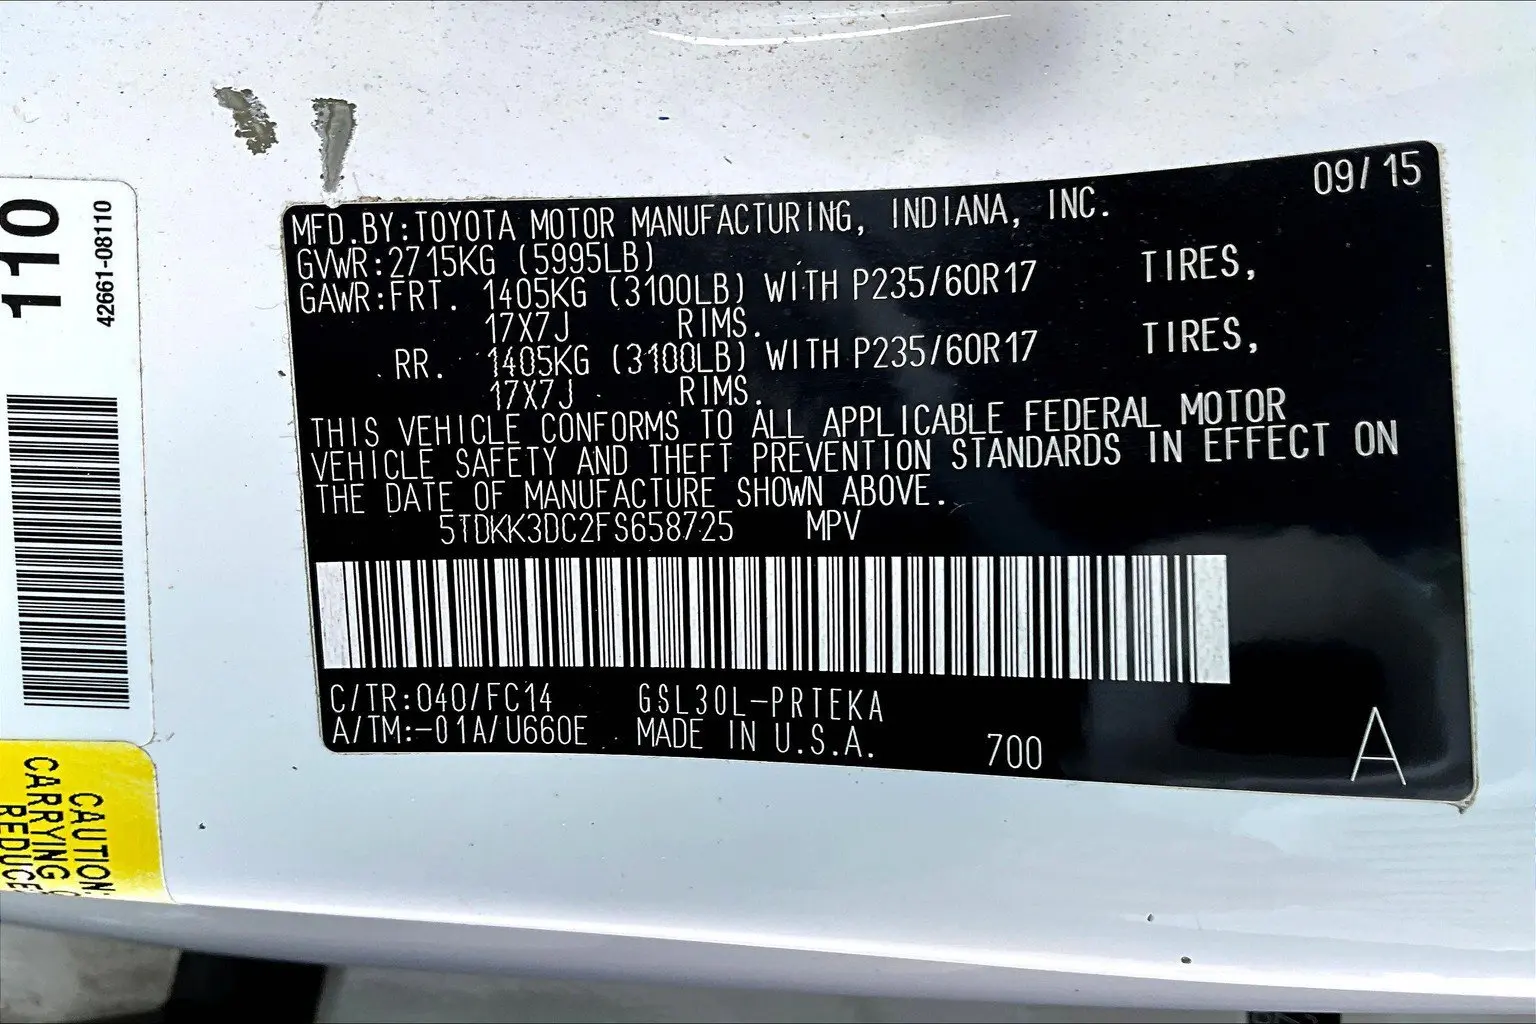 09/15
MFD.BY:TOYOTA MOTOR MANUFACTURING, INDIANA, INC.
GVWR:2715KG (5995LB)
GAWR:FRT. 1405KG (3100LB) WITH P235/60R17 TIRES,
17X7J RIMS.
RR. 1405KG (3100LB) WITH P235/60R17 TIRES,
17X7J RIMS.
THIS VEHICLE CONFORMS TO ALL APPLICABLE FEDERAL MOTOR
VEHICLE SAFETY AND THEFT PREVENTION STANDARDS IN EFFECT ON
THE DATE OF MANUFACTURE SHOWN ABOVE.
5TDKK3DC2FS658725 MPV
C/TR:040/FC14 GSL30L-PRTEKA
A/TM:-01A/U660E MADE IN U.S.A. 700 A
110
42661-08110
CAUTION:
CARRYING
REDUCE